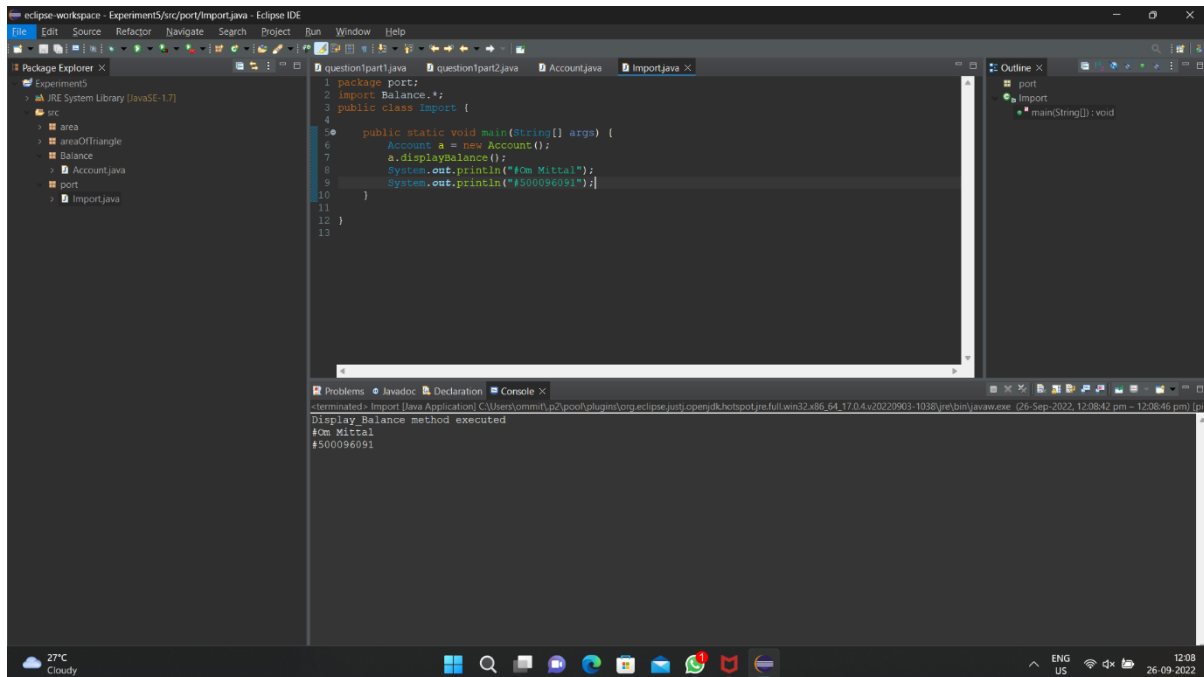 eclipse-workspace - Experiment5/src/port/Import.java - Eclipse IDE
File Edit Source Refactor Navigate Search Project Run Window Help
Package Explorer
Experiment5
JRE System Library [JavaSE-1.7]
src
area
areaOfTriangle
Balance
Account.java
port
Import.java
question1part1.java question1part2.java Account.java Import.java
1 package port;
2 import Balance.*;
3 public class Import {
4
5 public static void main(String[] args) {
6 Account a = new Account();
7 a.displayBalance();
8 System.out.println("#Om Mittal");
9 System.out.println("#500096091");
10 }
11
12 }
13
Outline
port
Import
main(String[]) : void
Problems Javadoc Declaration Console
<terminated> Import [Java Application] C:\Users\ommit\.p2\pool\plugins\org.eclipse.justj.openjdk.hotspot.jre.full.win32.x86_64_17.0.4.v20220903-1038\jre\bin\javaw.exe (26-Sep-2022, 12:08:42 pm – 12:08:46 pm) [pi
Display_Balance method executed
#Om Mittal
#500096091
27°C
Cloudy
1
ENG
US
12:08
26-09-2022